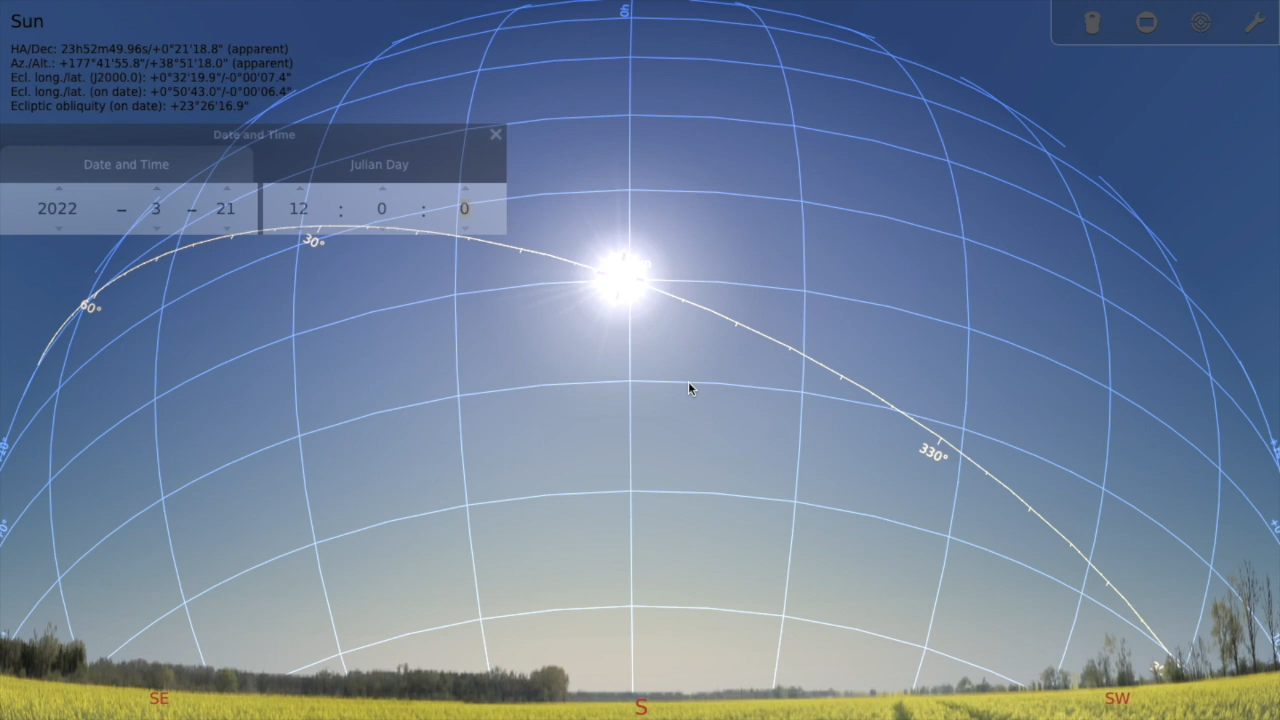 Sun
HA/Dec: 23h52m49.96s/+0°21'18.8" (apparent)
Az./Alt.: +177°41'55.8"/+38°51'18.0" (apparent)
Ecl. long./lat. (J2000.0): +0°32'19.9"/-0°00'07.4"
Ecl. long./lat. (on date): +0°50'43.0"/-0°00'06.4"
Ecliptic obliquity (on date): +23°26'16.9"
0h
Date and Time
Date and Time Julian Day
2022 – 3 – 21 12 : 0 : 0
30°
60°
330°
SE S SW